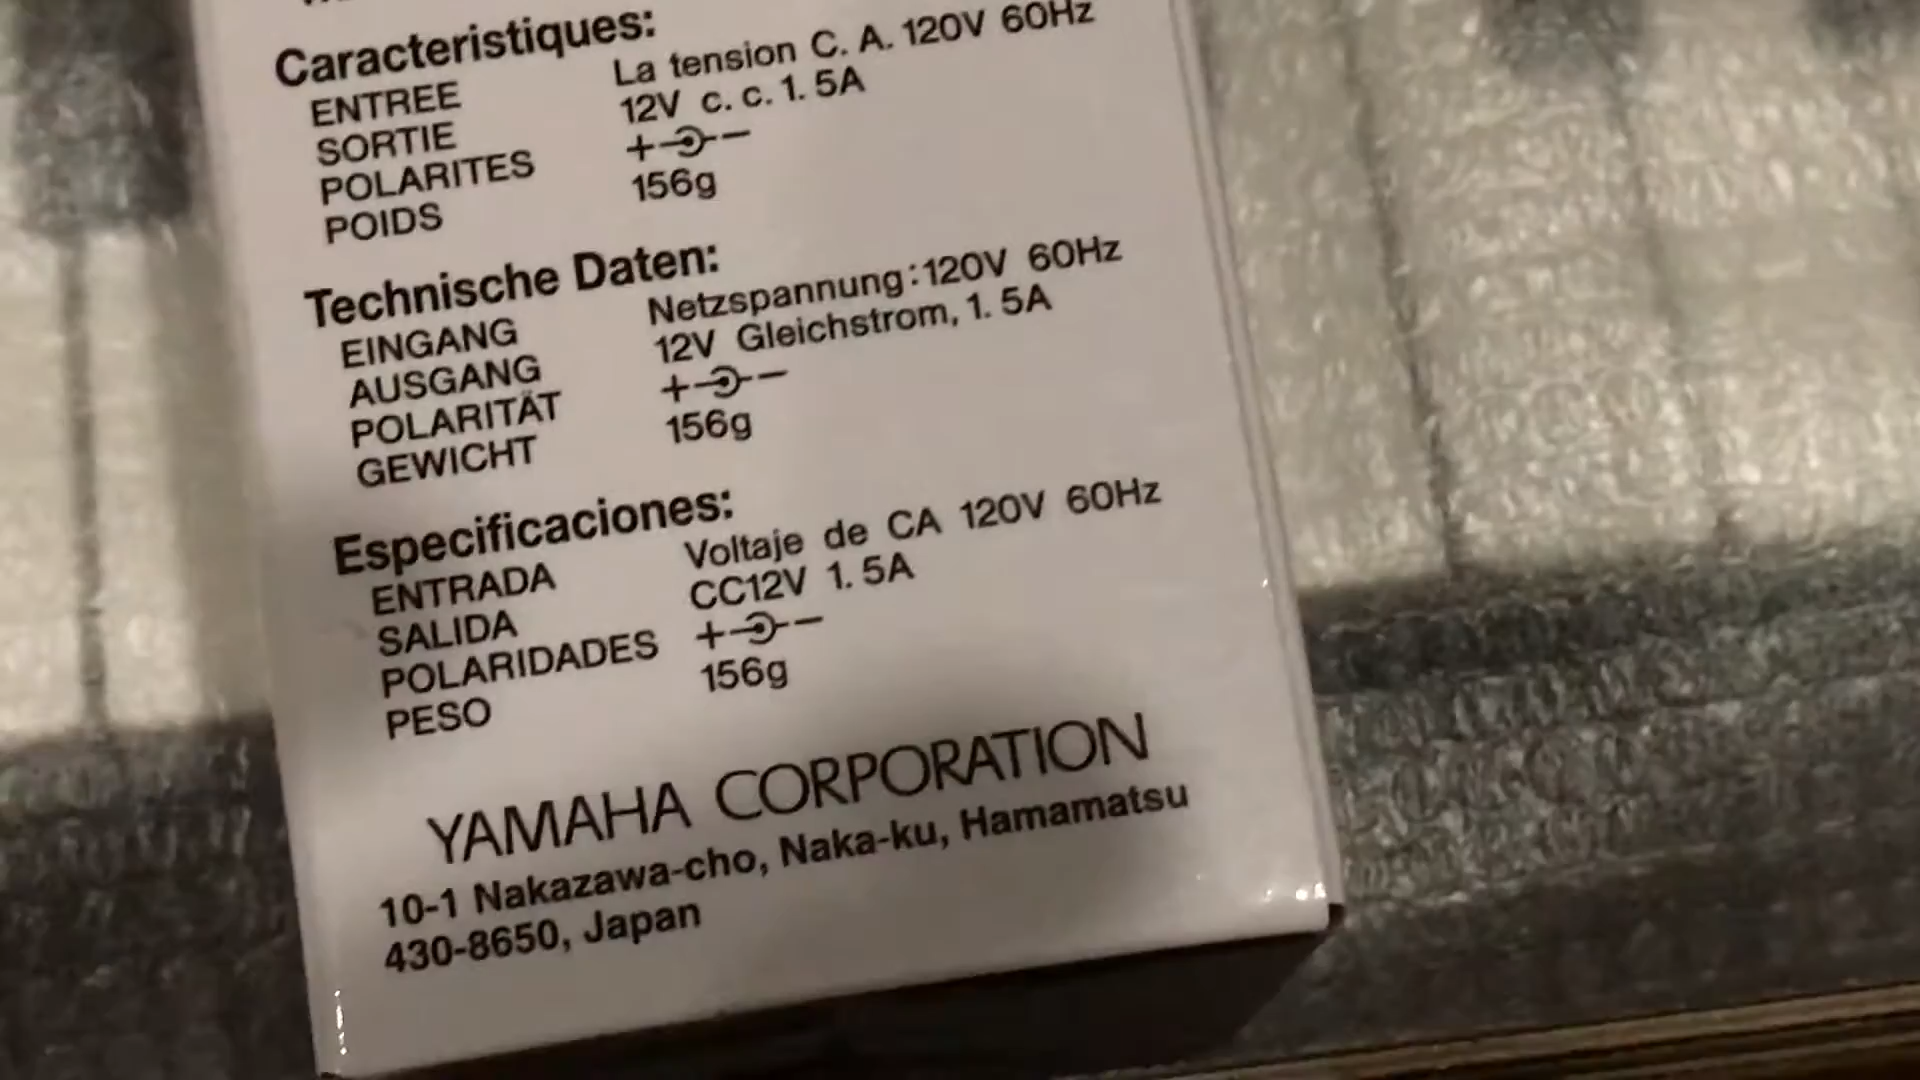 Caracteristiques:
ENTREE La tension C. A. 120V 60Hz
SORTIE 12V c. c. 1. 5A
POLARITES + -
POIDS 156g
Technische Daten:
EINGANG Netzspannung:120V 60Hz
AUSGANG 12V Gleichstrom, 1. 5A
POLARITÄT + -
GEWICHT 156g
Especificaciones:
ENTRADA Voltaje de CA 120V 60Hz
SALIDA CC12V 1. 5A
POLARIDADES + -
PESO 156g
YAMAHA CORPORATION
10-1 Nakazawa-cho, Naka-ku, Hamamatsu
430-8650, Japan